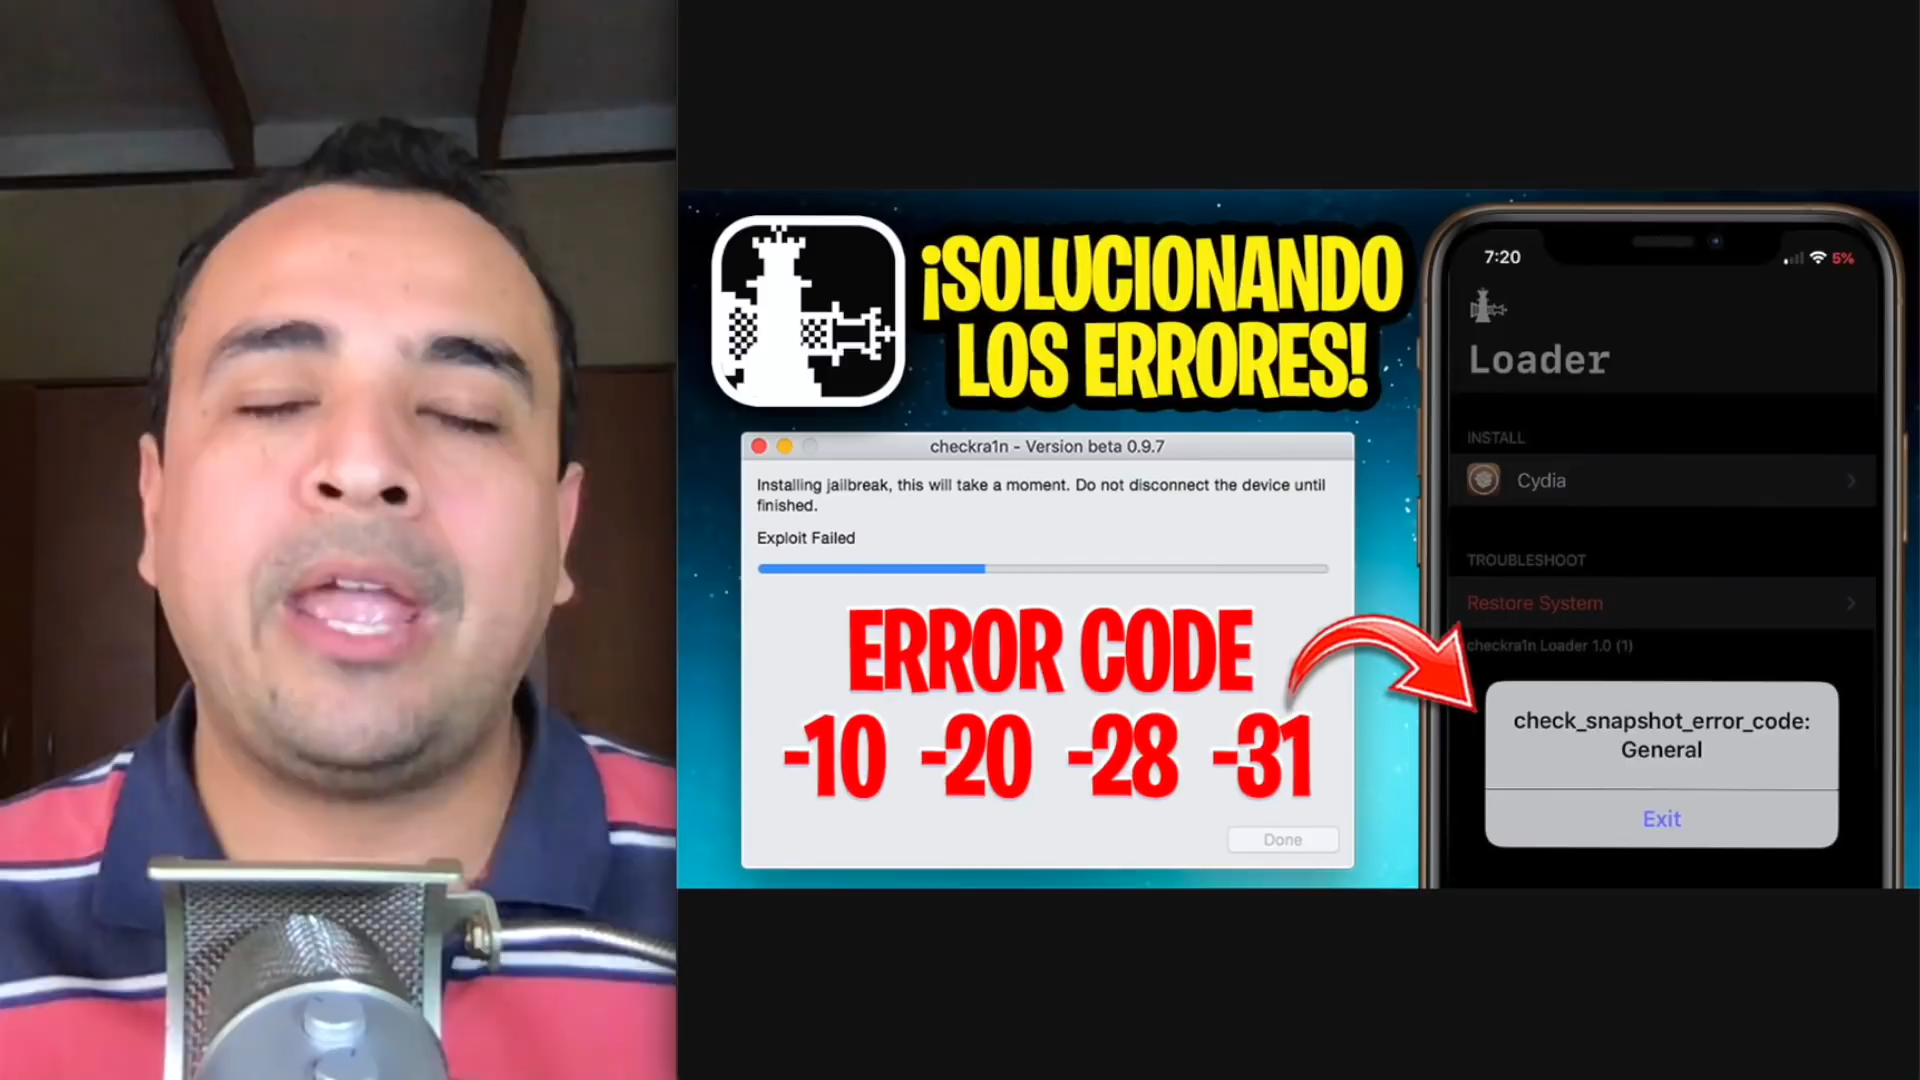 ¡SOLUCIONANDO
LOS ERRORES!
checkra1n - Version beta 0.9.7
Installing jailbreak, this will take a moment. Do not disconnect the device until
finished.
Exploit Failed
ERROR CODE
-10 -20 -28 -31
Done
7:20
5%
Loader
INSTALL
Cydia
TROUBLESHOOT
Restore System
checkra1n Loader 1.0 (1)
check_snapshot_error_code:
General
Exit